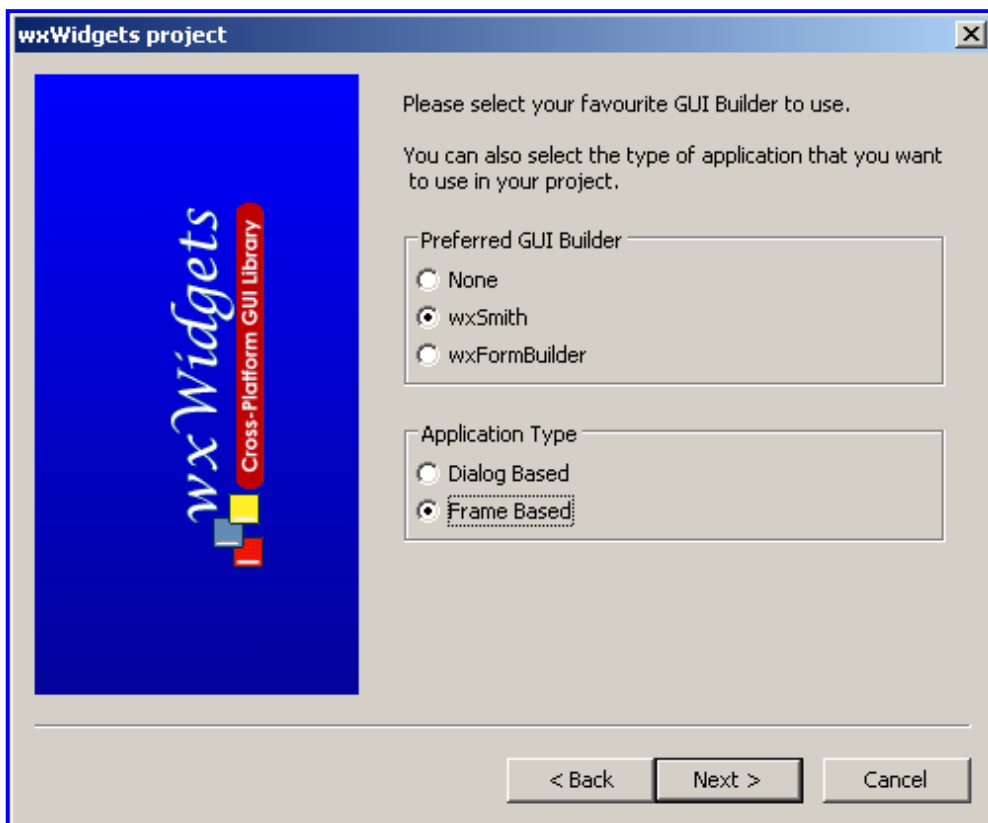 wxWidgets project
wxWidgets
Cross-Platform GUI Library
Please select your favourite GUI Builder to use.
You can also select the type of application that you want
to use in your project.
Preferred GUI Builder
None
wxSmith
wxFormBuilder
Application Type
Dialog Based
Frame Based
< Back
Next >
Cancel